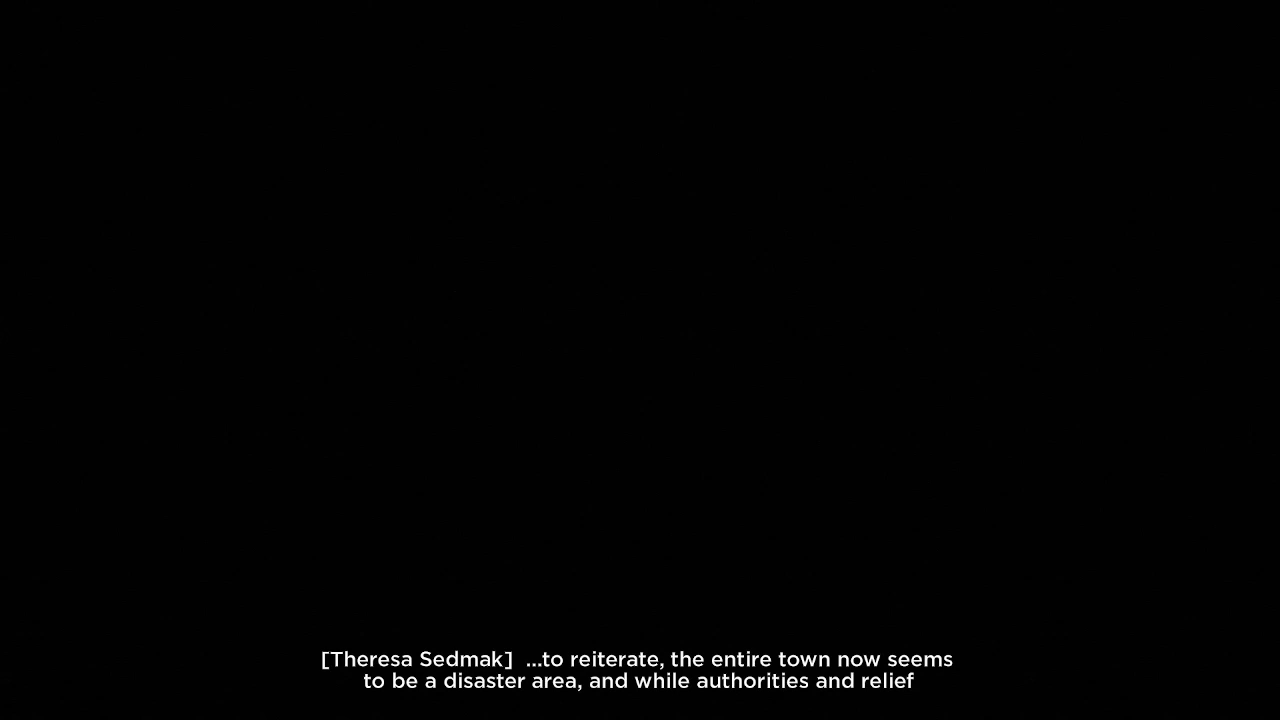 [Theresa Sedmak]  ...to reiterate, the entire town now seems
to be a disaster area, and while authorities and relief